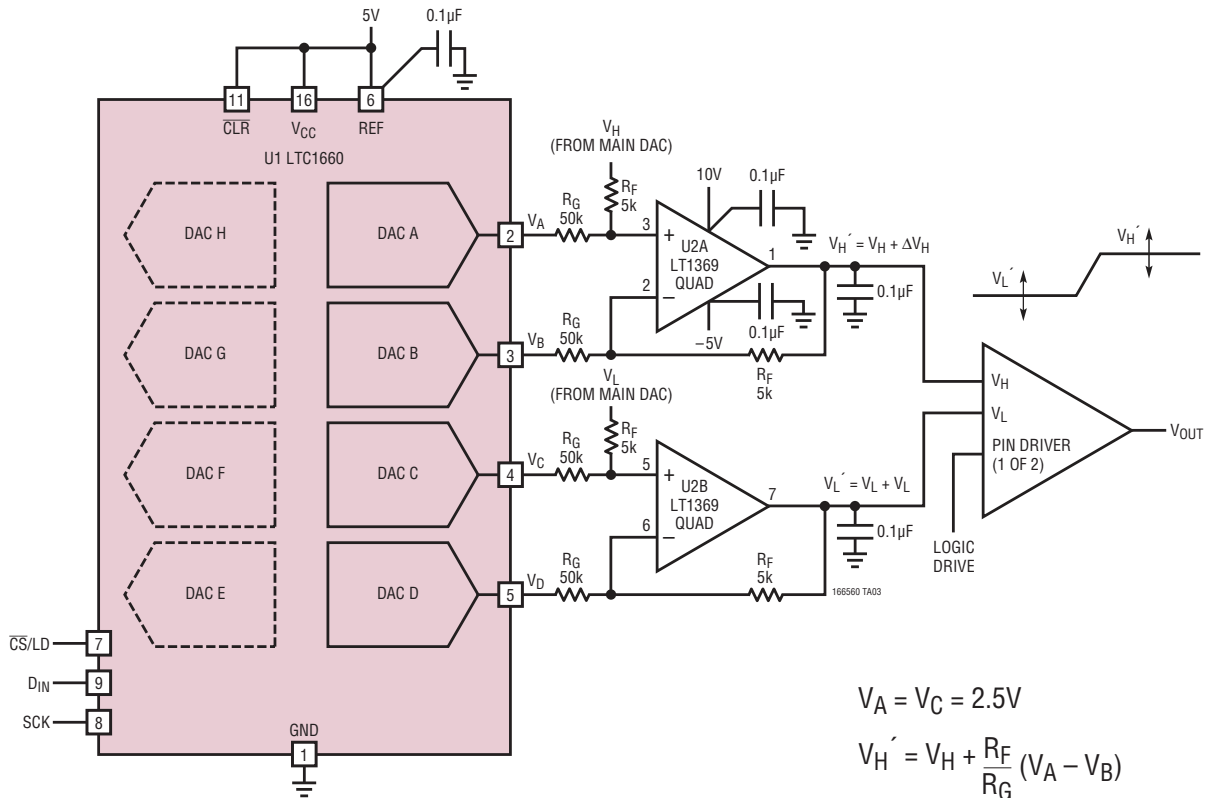 5V
0.1µF
11
16
6
CLR
VCC
REF
U1 LTC1660
DAC H
DAC A
DAC G
DAC B
DAC F
DAC C
DAC E
DAC D
2
VA
3
VB
4
VC
5
VD
CS/LD
7
DIN
9
SCK
8
GND
1
VH
(FROM MAIN DAC)
RG
50k
RF
5k
3
+
2
–
U2A
LT1369
QUAD
1
10V
0.1µF
–5V
0.1µF
VH´ = VH + ΔVH
0.1µF
RG
50k
RF
5k
VL
(FROM MAIN DAC)
RG
50k
RF
5k
5
+
6
–
U2B
LT1369
QUAD
7
VL´ = VL + VL
0.1µF
RG
50k
RF
5k
166560 TA03
VL´
VH´
VH
VL
PIN DRIVER
(1 OF 2)
VOUT
LOGIC
DRIVE
VA = VC = 2.5V
VH´ = VH + RF/RG (VA – VB)